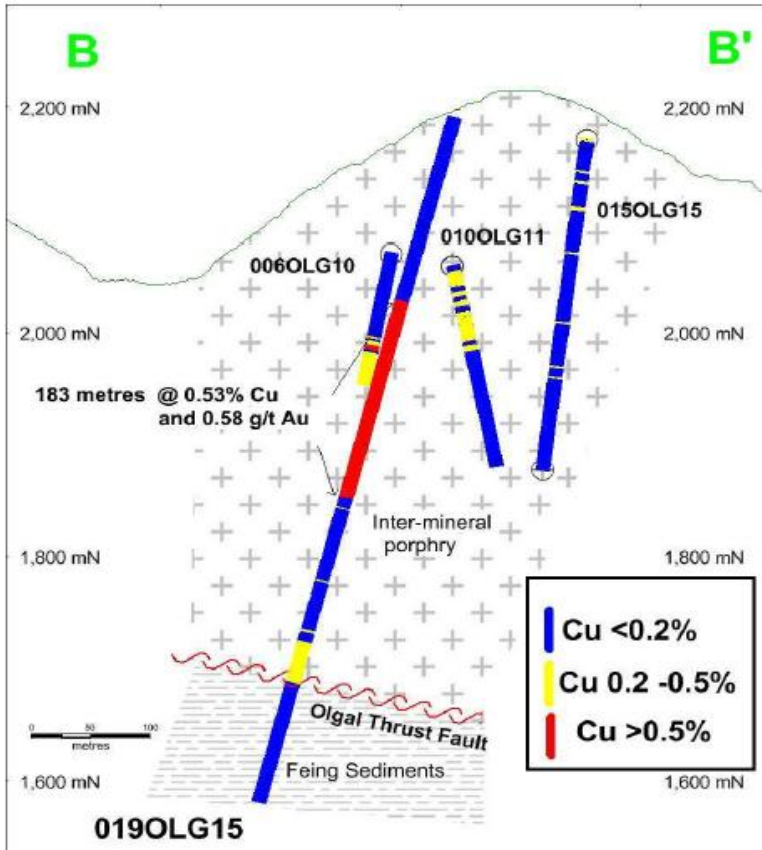 B
B'
2,200 mN
2,200 mN
015OLG15
010OLG11
006OLG10
2,000 mN
2,000 mN
183 metres @ 0.53% Cu
and 0.58 g/t Au
Inter-mineral
porphry
1,800 mN
1,800 mN
Cu <0.2%
Cu 0.2 -0.5%
Cu >0.5%
Olgal Thrust Fault
0 50 100
metres
Feing Sediments
1,600 mN
1,600 mN
019OLG15